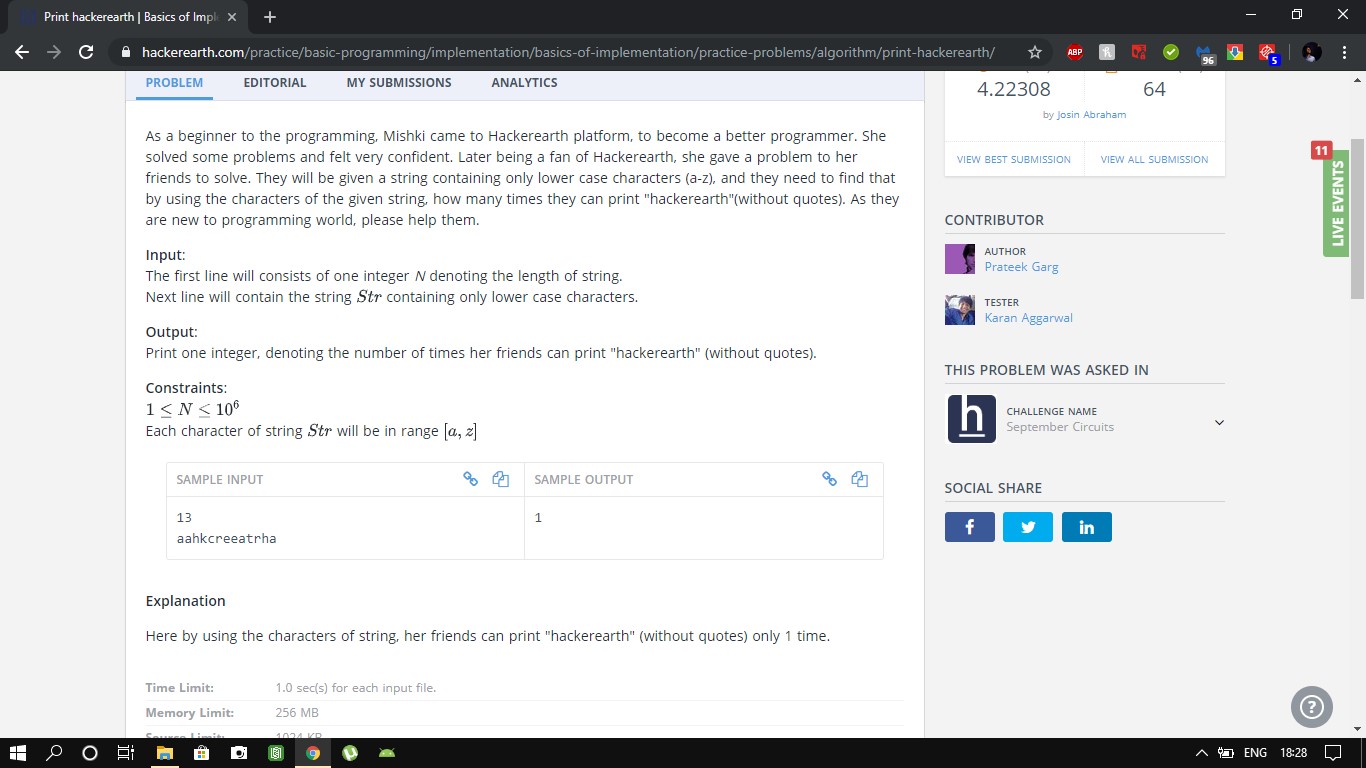 Print hackerearth | Basics of Impl
hackerearth.com/practice/basic-programming/implementation/basics-of-implementation/practice-problems/algorithm/print-hackerearth/
ABP
96
5
PROBLEM EDITORIAL MY SUBMISSIONS ANALYTICS
As a beginner to the programming, Mishki came to Hackerearth platform, to become a better programmer. She
solved some problems and felt very confident. Later being a fan of Hackerearth, she gave a problem to her
friends to solve. They will be given a string containing only lower case characters (a-z), and they need to find that
by using the characters of the given string, how many times they can print "hackerearth"(without quotes). As they
are new to programming world, please help them.
Input:
The first line will consists of one integer N denoting the length of string.
Next line will contain the string Str containing only lower case characters.
Output:
Print one integer, denoting the number of times her friends can print "hackerearth" (without quotes).
Constraints:
1 ≤ N ≤ 10⁶
Each character of string Str will be in range [a, z]
SAMPLE INPUT
13
aahkcreeatrha
SAMPLE OUTPUT
1
Explanation
Here by using the characters of string, her friends can print "hackerearth" (without quotes) only 1 time.
Time Limit: 1.0 sec(s) for each input file.
Memory Limit: 256 MB
Source Limit: 1024 KB
4.22308 64
by Josin Abraham
VIEW BEST SUBMISSION VIEW ALL SUBMISSION
CONTRIBUTOR
AUTHOR
Prateek Garg
TESTER
Karan Aggarwal
THIS PROBLEM WAS ASKED IN
h
CHALLENGE NAME
September Circuits
SOCIAL SHARE
f in
11
LIVE EVENTS
?
ENG 18:28